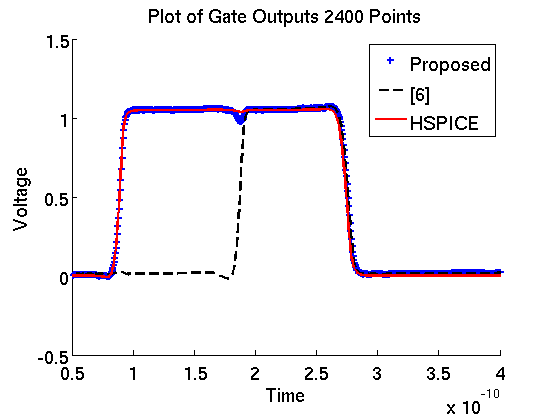 Plot of Gate Outputs 2400 Points
1.5
1
0.5
0
-0.5
Voltage
Proposed
[6]
HSPICE
0.5 1 1.5 2 2.5 3 3.5 4
Time
x 10^-10